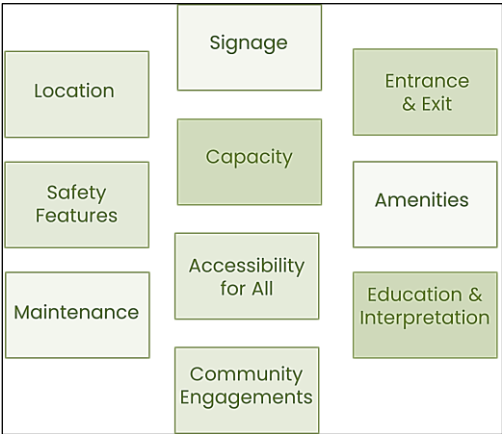 Signage
Location
Entrance
& Exit
Capacity
Safety
Features
Amenities
Accessibility
for All
Maintenance
Education &
Interpretation
Community
Engagements